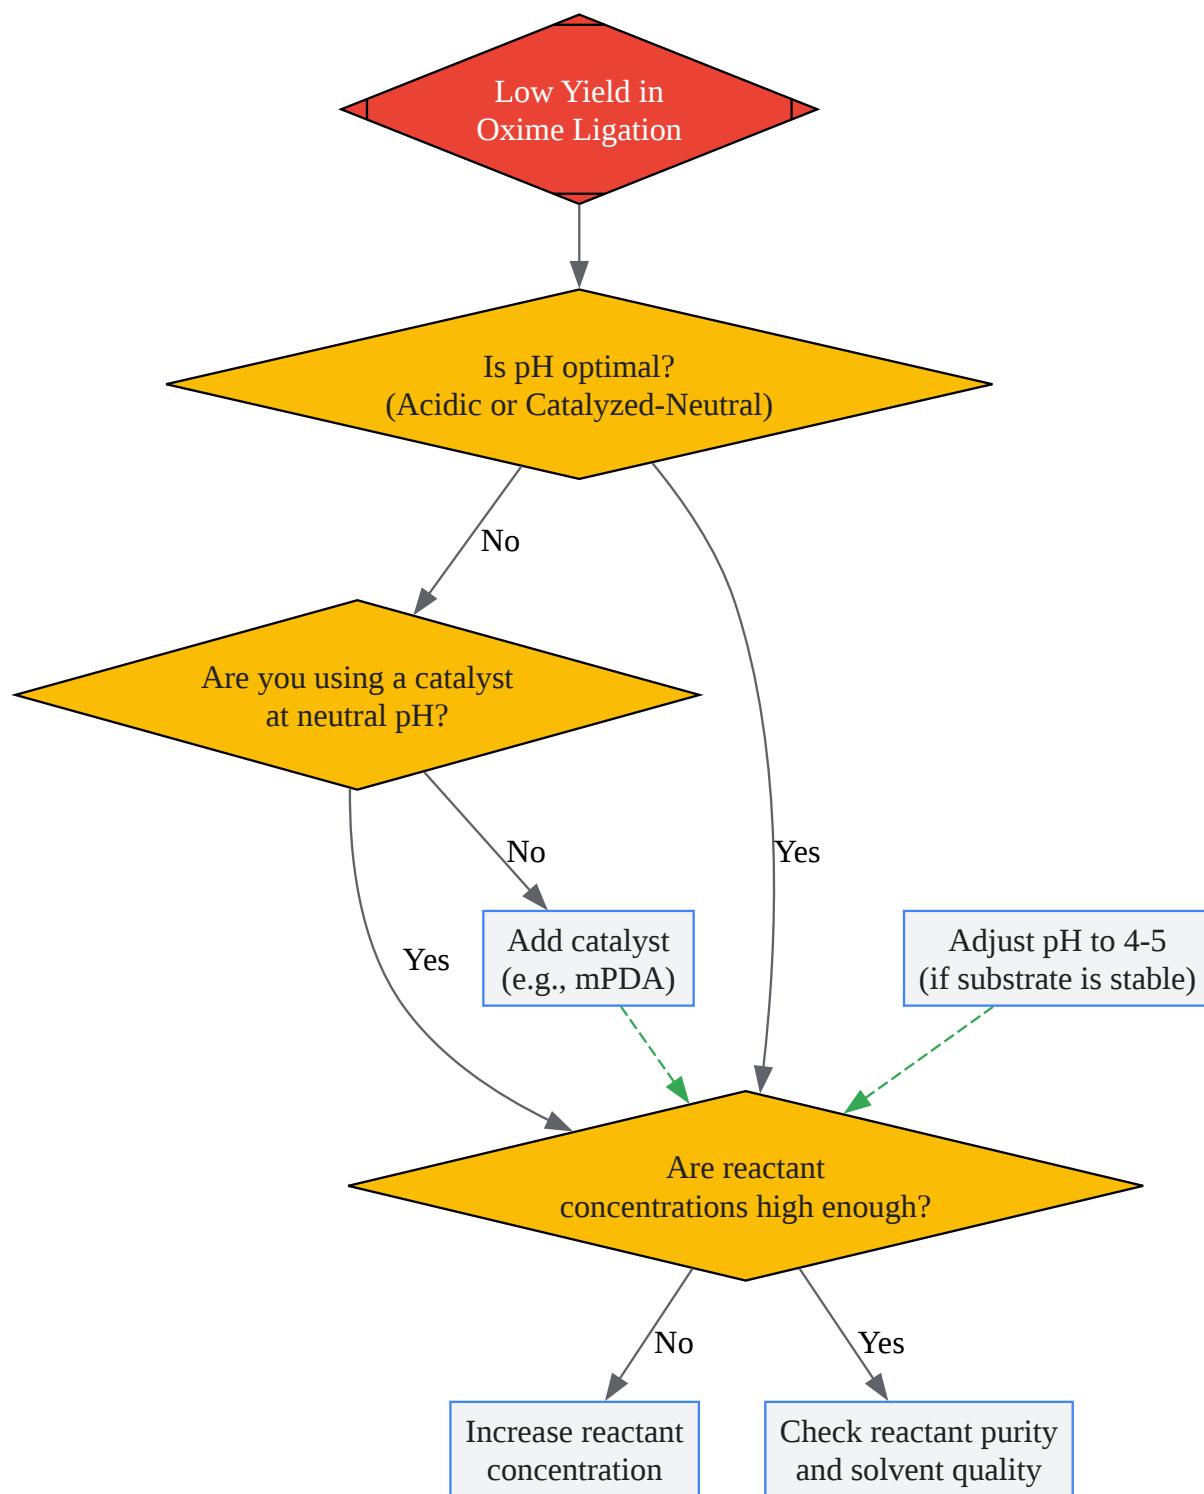 Low Yield in
Oxime Ligation
Is pH optimal?
(Acidic or Catalyzed-Neutral)
No
Are you using a catalyst
at neutral pH?
No
Yes
Yes
Add catalyst
(e.g., mPDA)
Adjust pH to 4-5
(if substrate is stable)
Are reactant
concentrations high enough?
No
Yes
Increase reactant
concentration
Check reactant purity
and solvent quality